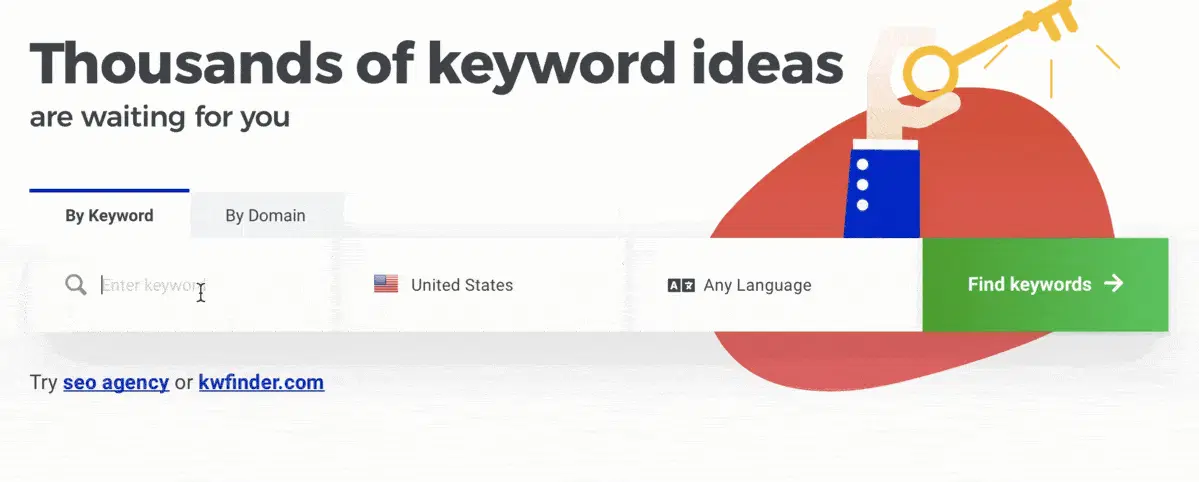 Thousands of keyword ideas
are waiting for you
By Keyword
By Domain
Enter keyword
United States
Any Language
Find keywords
Try seo agency or kwfinder.com